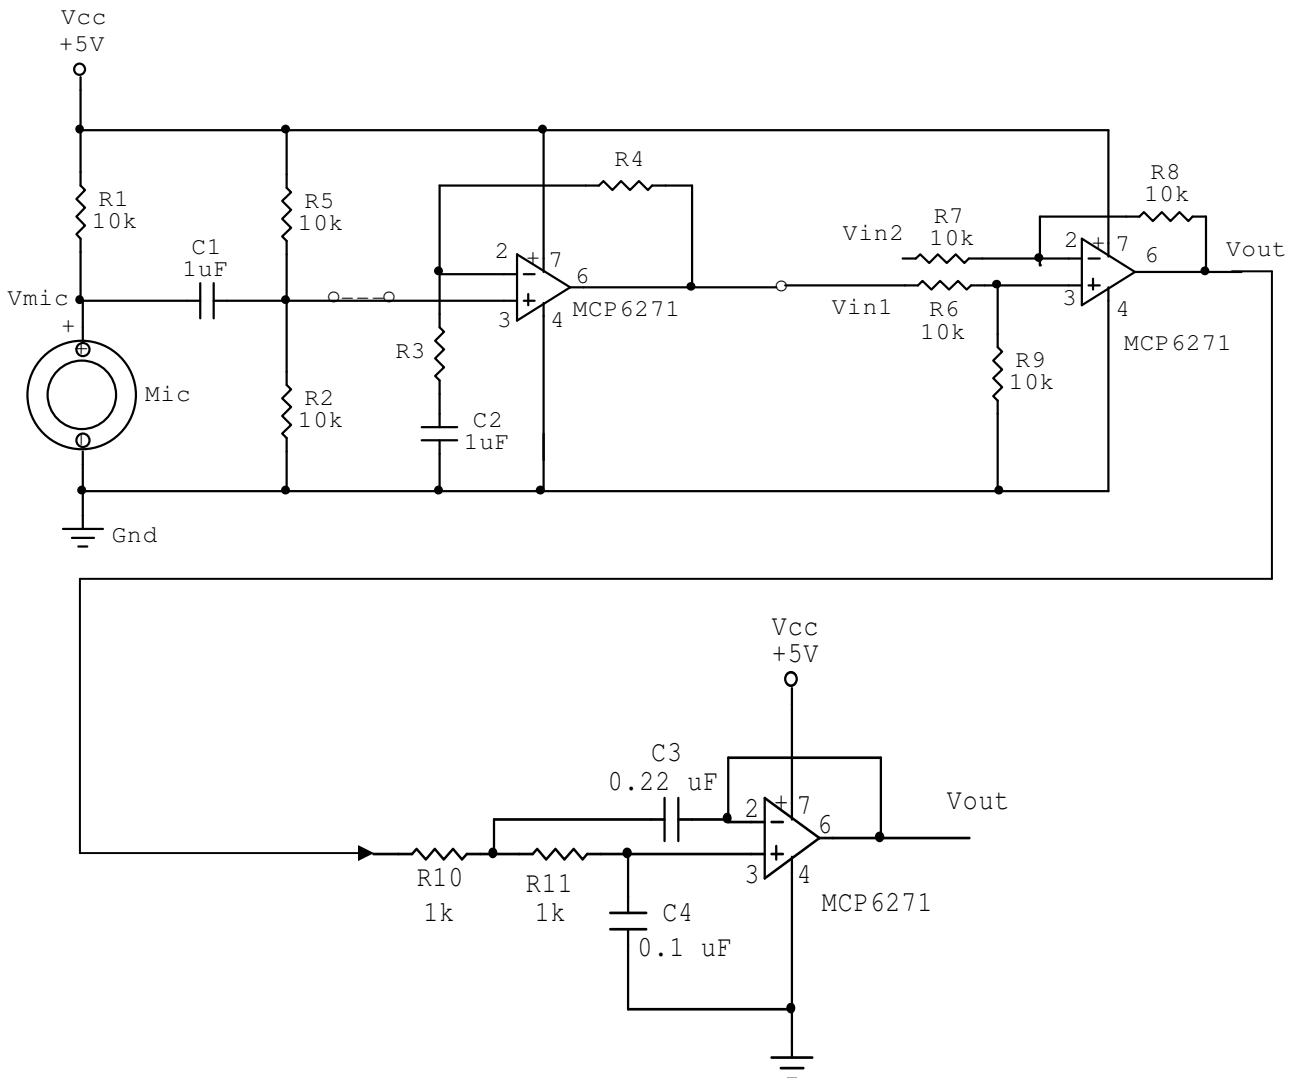 Vcc
+5V
R1
10k
C1
1uF
R5
10k
R4
2
+
7
−
+
3
4
6
MCP6271
Vmic
+
Mic
R2
10k
R3
C2
1uF
Gnd
Vin2
R7
10k
Vin1
R6
10k
R9
10k
R8
10k
2
+
7
−
+
3
4
6
Vout
MCP6271
Vcc
+5V
C3
0.22 uF
R10
1k
R11
1k
C4
0.1 uF
2
+
7
−
+
3
4
6
MCP6271
Vout